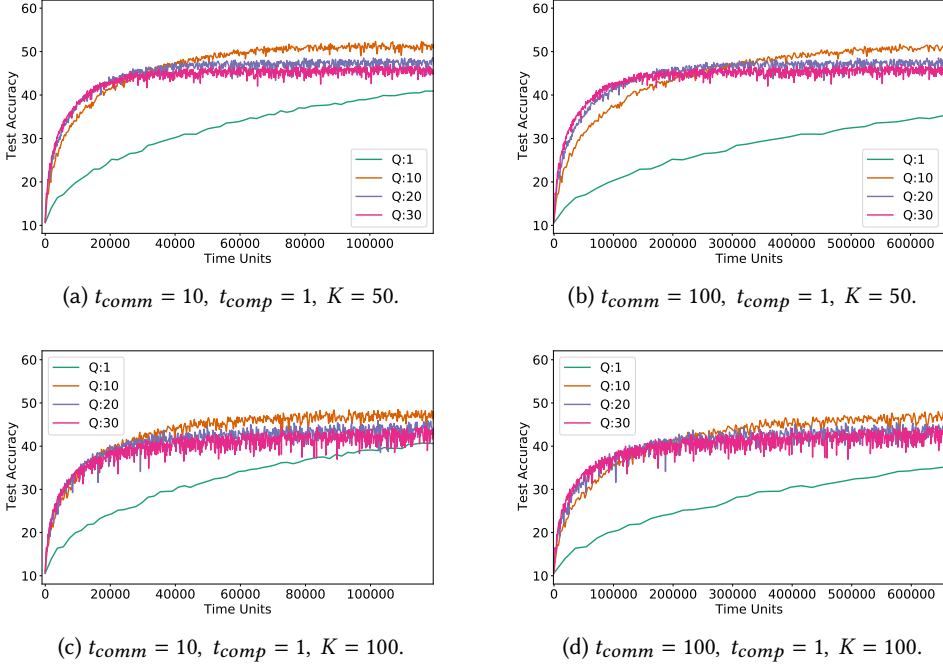 60
50
40
30
20
10
Test Accuracy
Q:1
Q:10
Q:20
Q:30
0 20000 40000 60000 80000 100000
Time Units
(a) t_comm = 10, t_comp = 1, K = 50.
60
50
40
30
20
10
Test Accuracy
Q:1
Q:10
Q:20
Q:30
0 100000 200000 300000 400000 500000 600000
Time Units
(b) t_comm = 100, t_comp = 1, K = 50.
60
50
40
30
20
10
Test Accuracy
Q:1
Q:10
Q:20
Q:30
0 20000 40000 60000 80000 100000
Time Units
(c) t_comm = 10, t_comp = 1, K = 100.
60
50
40
30
20
10
Test Accuracy
Q:1
Q:10
Q:20
Q:30
0 100000 200000 300000 400000 500000 600000
Time Units
(d) t_comm = 100, t_comp = 1, K = 100.